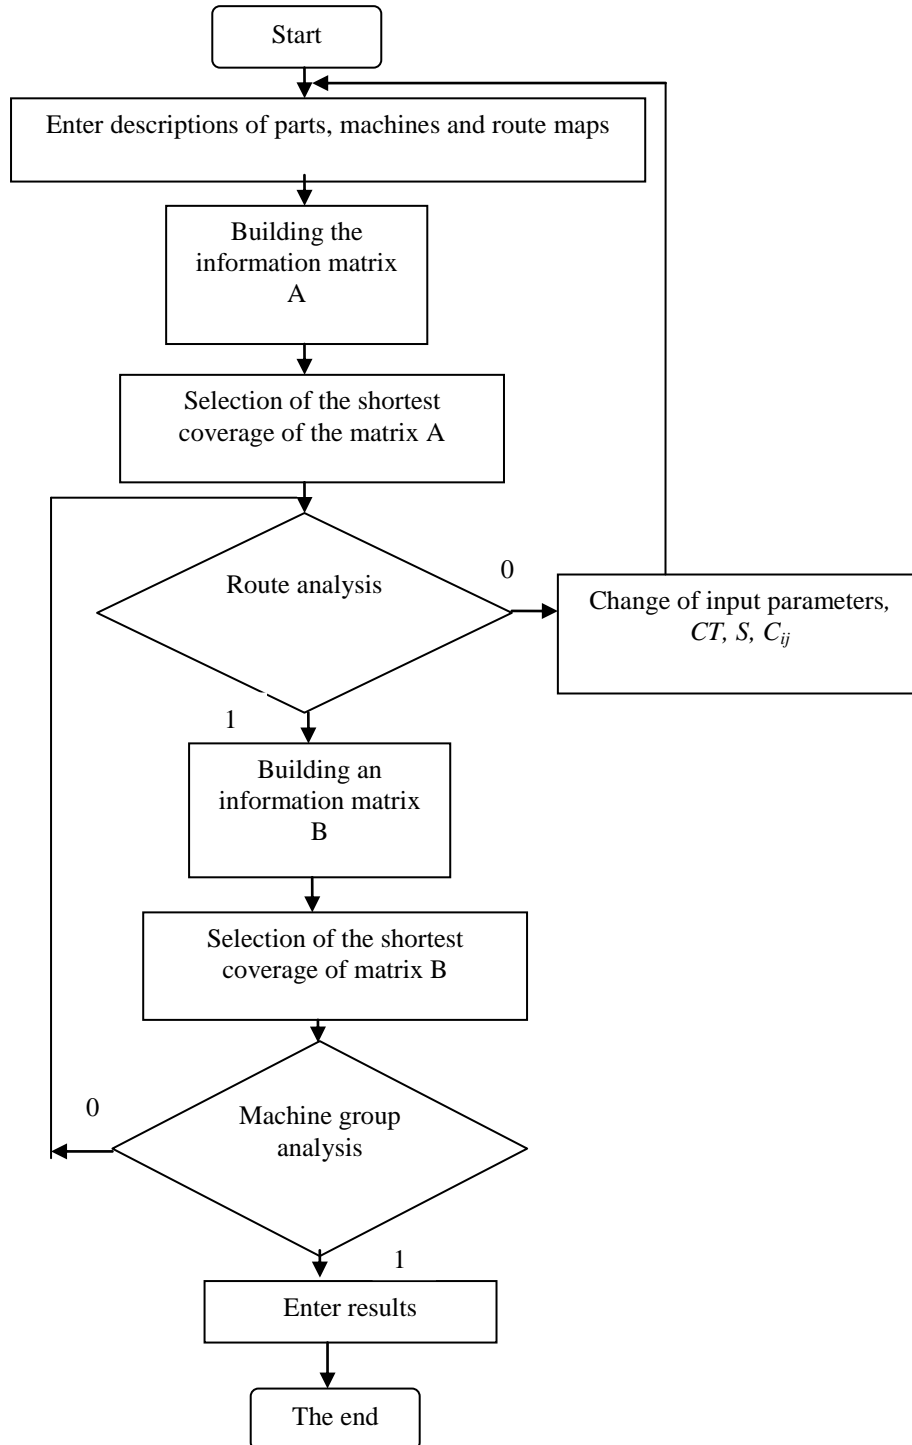 Start
Enter descriptions of parts, machines and route maps
Building the
information matrix
A
Selection of the shortest
coverage of the matrix A
Route analysis
0
Change of input parameters,
CT, S, Cij
1
Building an
information matrix
B
Selection of the shortest
coverage of matrix B
0
Machine group
analysis
1
Enter results
The end